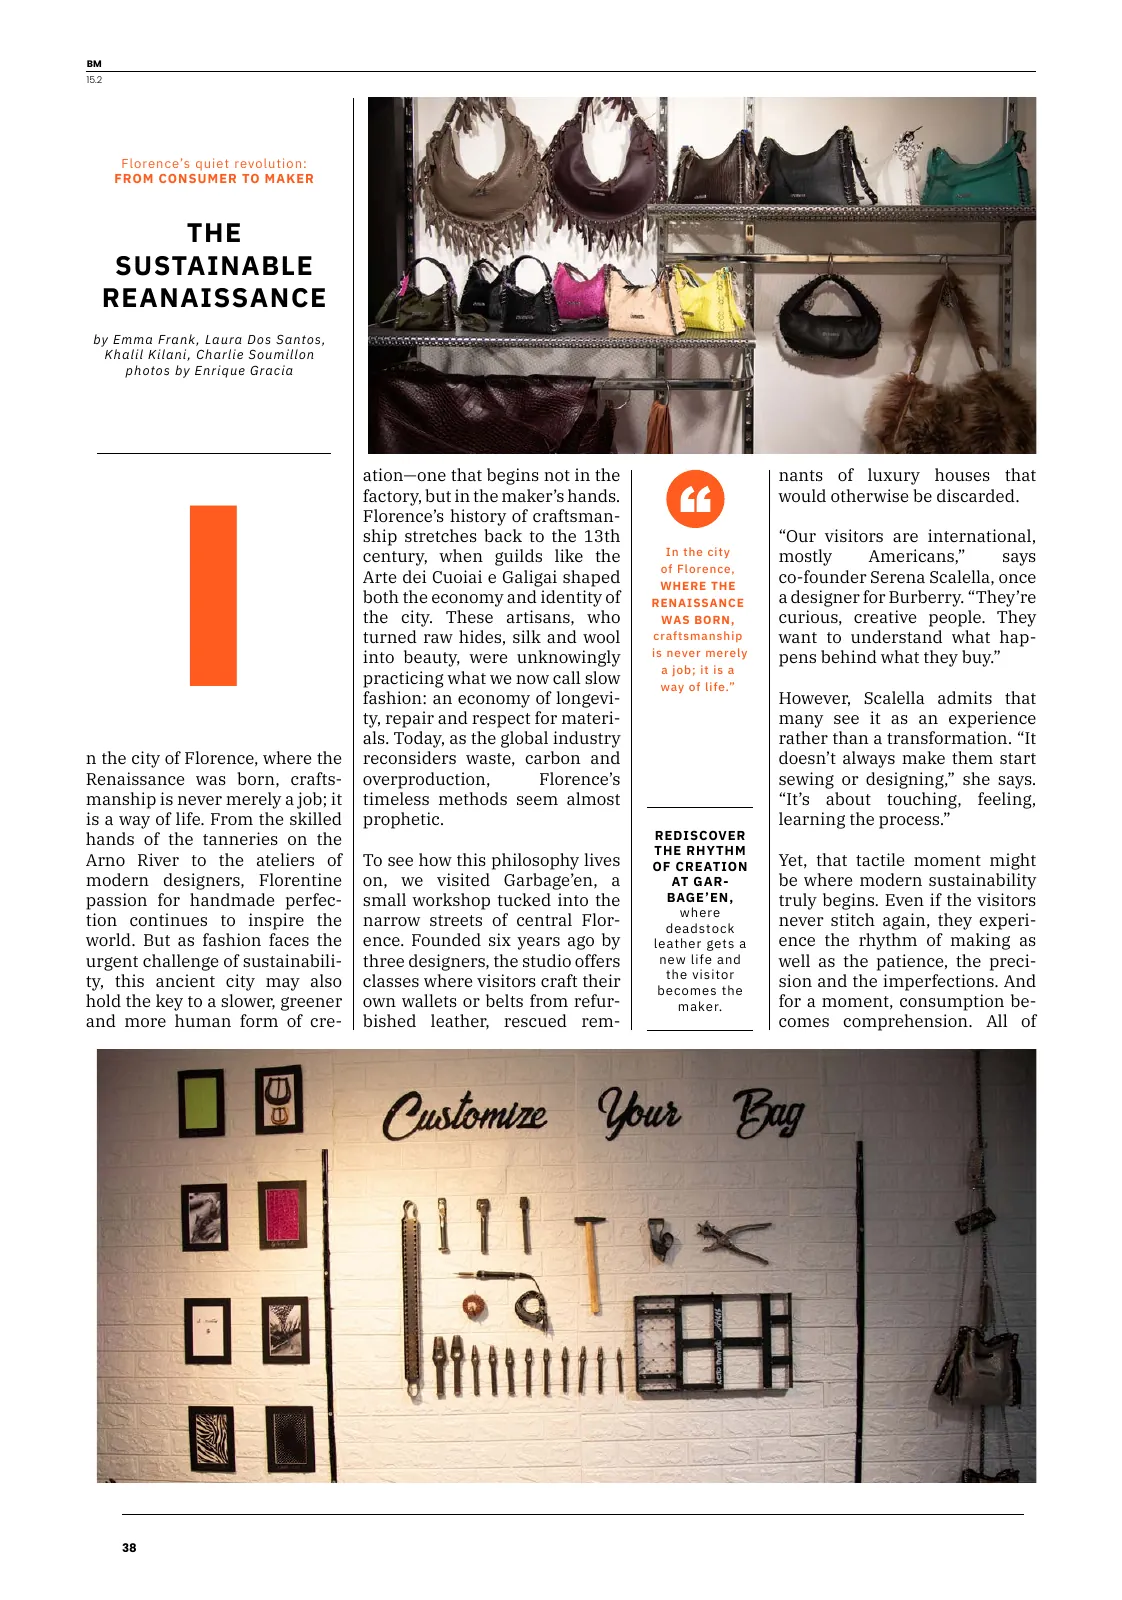 BM
15.2
Florence's quiet revolution:
FROM CONSUMER TO MAKER
THE
SUSTAINABLE
REANAISSANCE
by Emma Frank, Laura Dos Santos,
Khalil Kilani, Charlie Soumillon
photos by Enrique Gracia
I
n the city of Florence, where the
Renaissance was born, crafts-
manship is never merely a job; it
is a way of life. From the skilled
hands of the tanneries on the
Arno River to the ateliers of
modern designers, Florentine
passion for handmade perfec-
tion continues to inspire the
world. But as fashion faces the
urgent challenge of sustainabili-
ty, this ancient city may also
hold the key to a slower, greener
and more human form of cre-
ation—one that begins not in the
factory, but in the maker's hands.
Florence's history of craftsman-
ship stretches back to the 13th
century, when guilds like the
Arte dei Cuoiai e Galigai shaped
both the economy and identity of
the city. These artisans, who
turned raw hides, silk and wool
into beauty, were unknowingly
practicing what we now call slow
fashion: an economy of longevi-
ty, repair and respect for materi-
als. Today, as the global industry
reconsiders waste, carbon and
overproduction, Florence's
timeless methods seem almost
prophetic.
To see how this philosophy lives
on, we visited Garbage'en, a
small workshop tucked into the
narrow streets of central Flor-
ence. Founded six years ago by
three designers, the studio offers
classes where visitors craft their
own wallets or belts from refur-
bished leather, rescued rem-
“
In the city
of Florence,
WHERE THE
RENAISSANCE
WAS BORN,
craftsmanship
is never merely
a job; it is a
way of life.”
REDISCOVER
THE RHYTHM
OF CREATION
AT GAR-
BAGE'EN,
where
deadstock
leather gets a
new life and
the visitor
becomes the
maker.
nants of luxury houses that
would otherwise be discarded.
“Our visitors are international,
mostly Americans,” says
co-founder Serena Scalella, once
a designer for Burberry. “They're
curious, creative people. They
want to understand what hap-
pens behind what they buy.”
However, Scalella admits that
many see it as an experience
rather than a transformation. “It
doesn't always make them start
sewing or designing,” she says.
“It's about touching, feeling,
learning the process.”
Yet, that tactile moment might
be where modern sustainability
truly begins. Even if the visitors
never stitch again, they experi-
ence the rhythm of making as
well as the patience, the preci-
sion and the imperfections. And
for a moment, consumption be-
comes comprehension. All of
Customize Your Bag
38